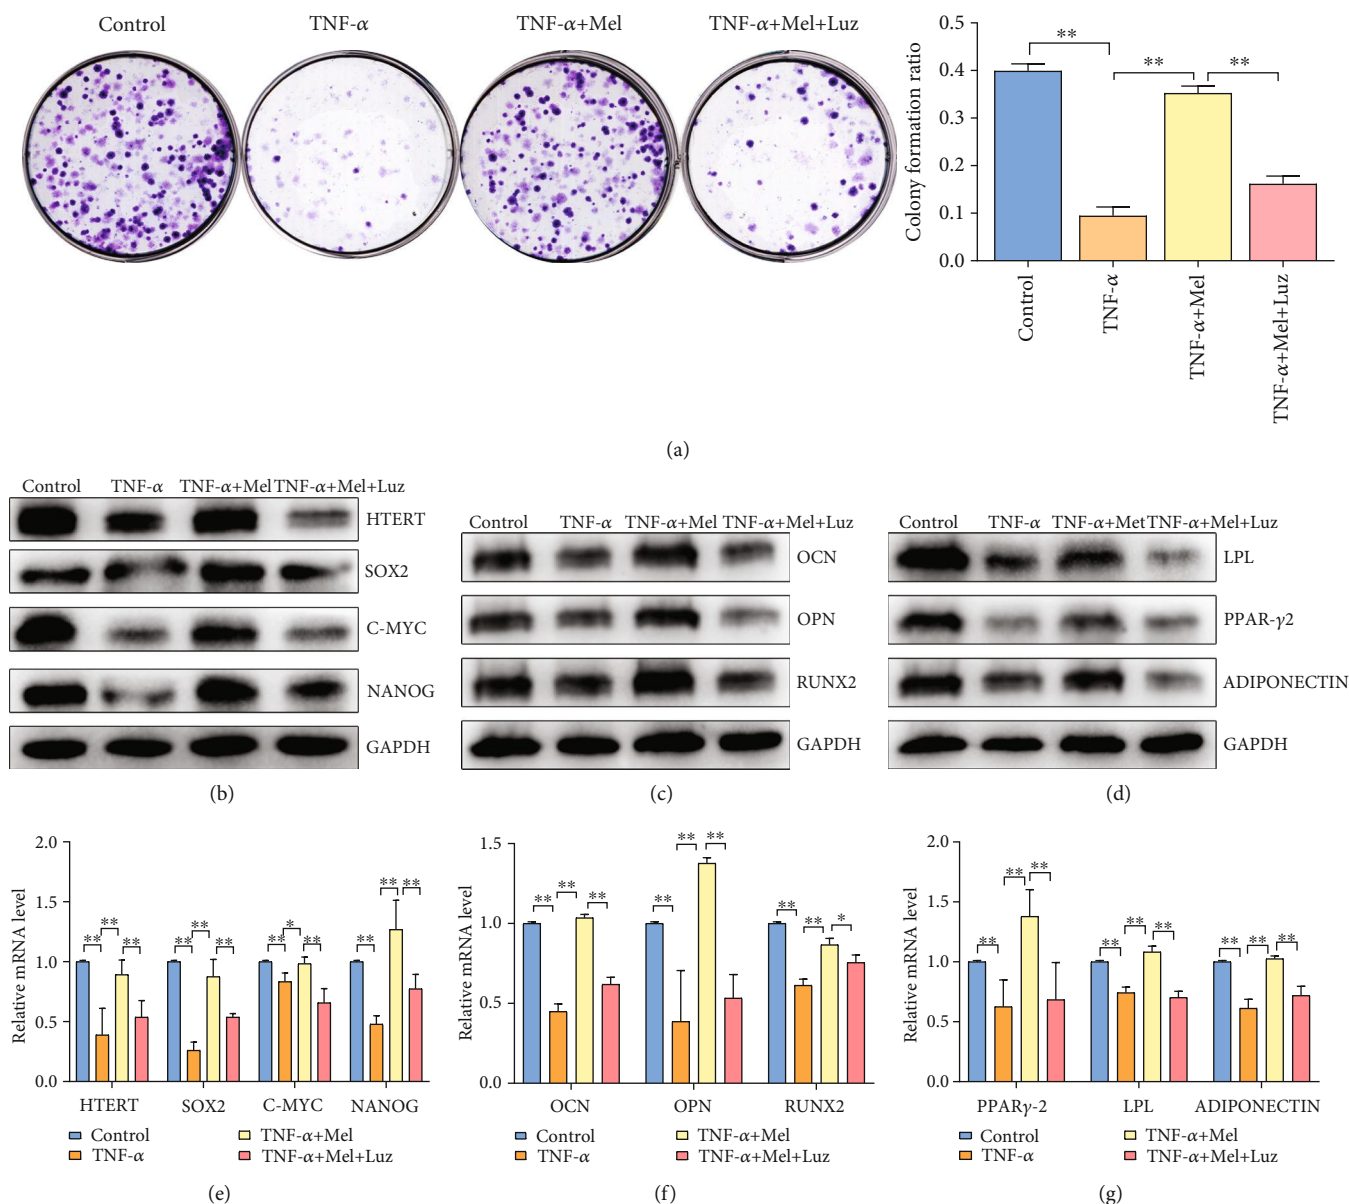 Control TNF-α TNF-α+Mel TNF-α+Mel+Luz
Colony formation ratio
0.5
0.4
0.3
0.2
0.1
0.0
** ** **
Control
TNF-α
TNF-α+Mel
TNF-α+Mel+Luz
(a)
Control TNF-α TNF-α+Mel TNF-α+Mel+Luz
HTERT
SOX2
C-MYC
NANOG
GAPDH
(b)
Control TNF-α TNF-α+Mel TNF-α+Mel+Luz
OCN
OPN
RUNX2
GAPDH
(c)
Control TNF-α TNF-α+Met TNF-α+Mel+Luz
LPL
PPAR-γ2
ADIPONECTIN
GAPDH
(d)
Relative mRNA level
2.0
1.5
1.0
0.5
0.0
** ** ** ** ** ** ** * ** ** ** **
HTERT SOX2 C-MYC NANOG
Control TNF-α+Mel
TNF-α TNF-α+Mel+Luz
(e)
Relative mRNA level
1.5
1.0
0.5
0.0
** ** ** ** ** ** ** ** *
OCN OPN RUNX2
Control TNF-α+Mel
TNF-α TNF-α+Mel+Luz
(f)
Relative mRNA level
2.0
1.5
1.0
0.5
0.0
** ** ** ** ** ** ** ** **
PPARγ-2 LPL ADIPONECTIN
Control TNF-α+Mel
TNF-α TNF-α+Mel+Luz
(g)